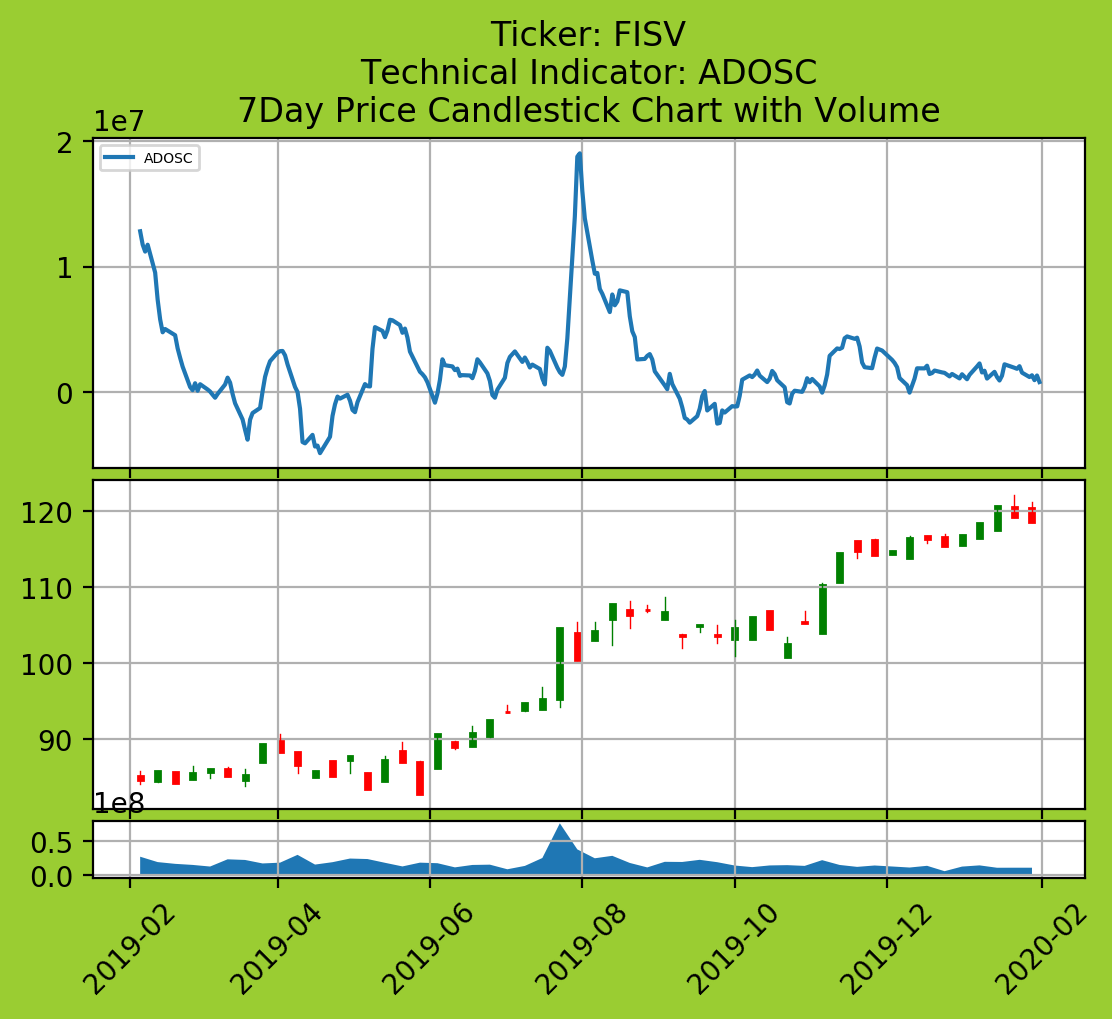 Ticker: FISV
Technical Indicator: ADOSC
7Day Price Candlestick Chart with Volume
1e7
2
1
0
ADOSC
120
110
100
90
1e8
0.5
0.0
2019-02
2019-04
2019-06
2019-08
2019-10
2019-12
2020-02